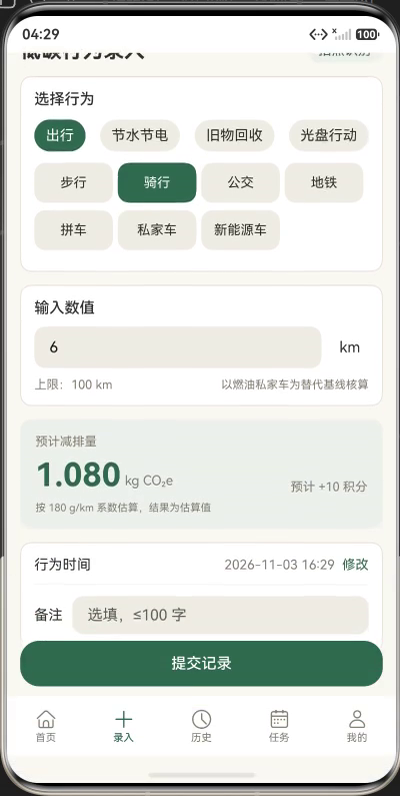 04:29 100
低碳行为录入 拍照识别
选择行为
出行 节水节电 旧物回收 光盘行动
步行 骑行 公交 地铁
拼车 私家车 新能源车
输入数值
6 km
上限：100 km 以燃油私家车为替代基线核算
预计减排量
1.080 kg CO₂e 预计 +10 积分
按 180 g/km 系数估算，结果为估算值
行为时间 2026-11-03 16:29 修改
备注 选填，≤100 字
提交记录
首页 录入 历史 任务 我的